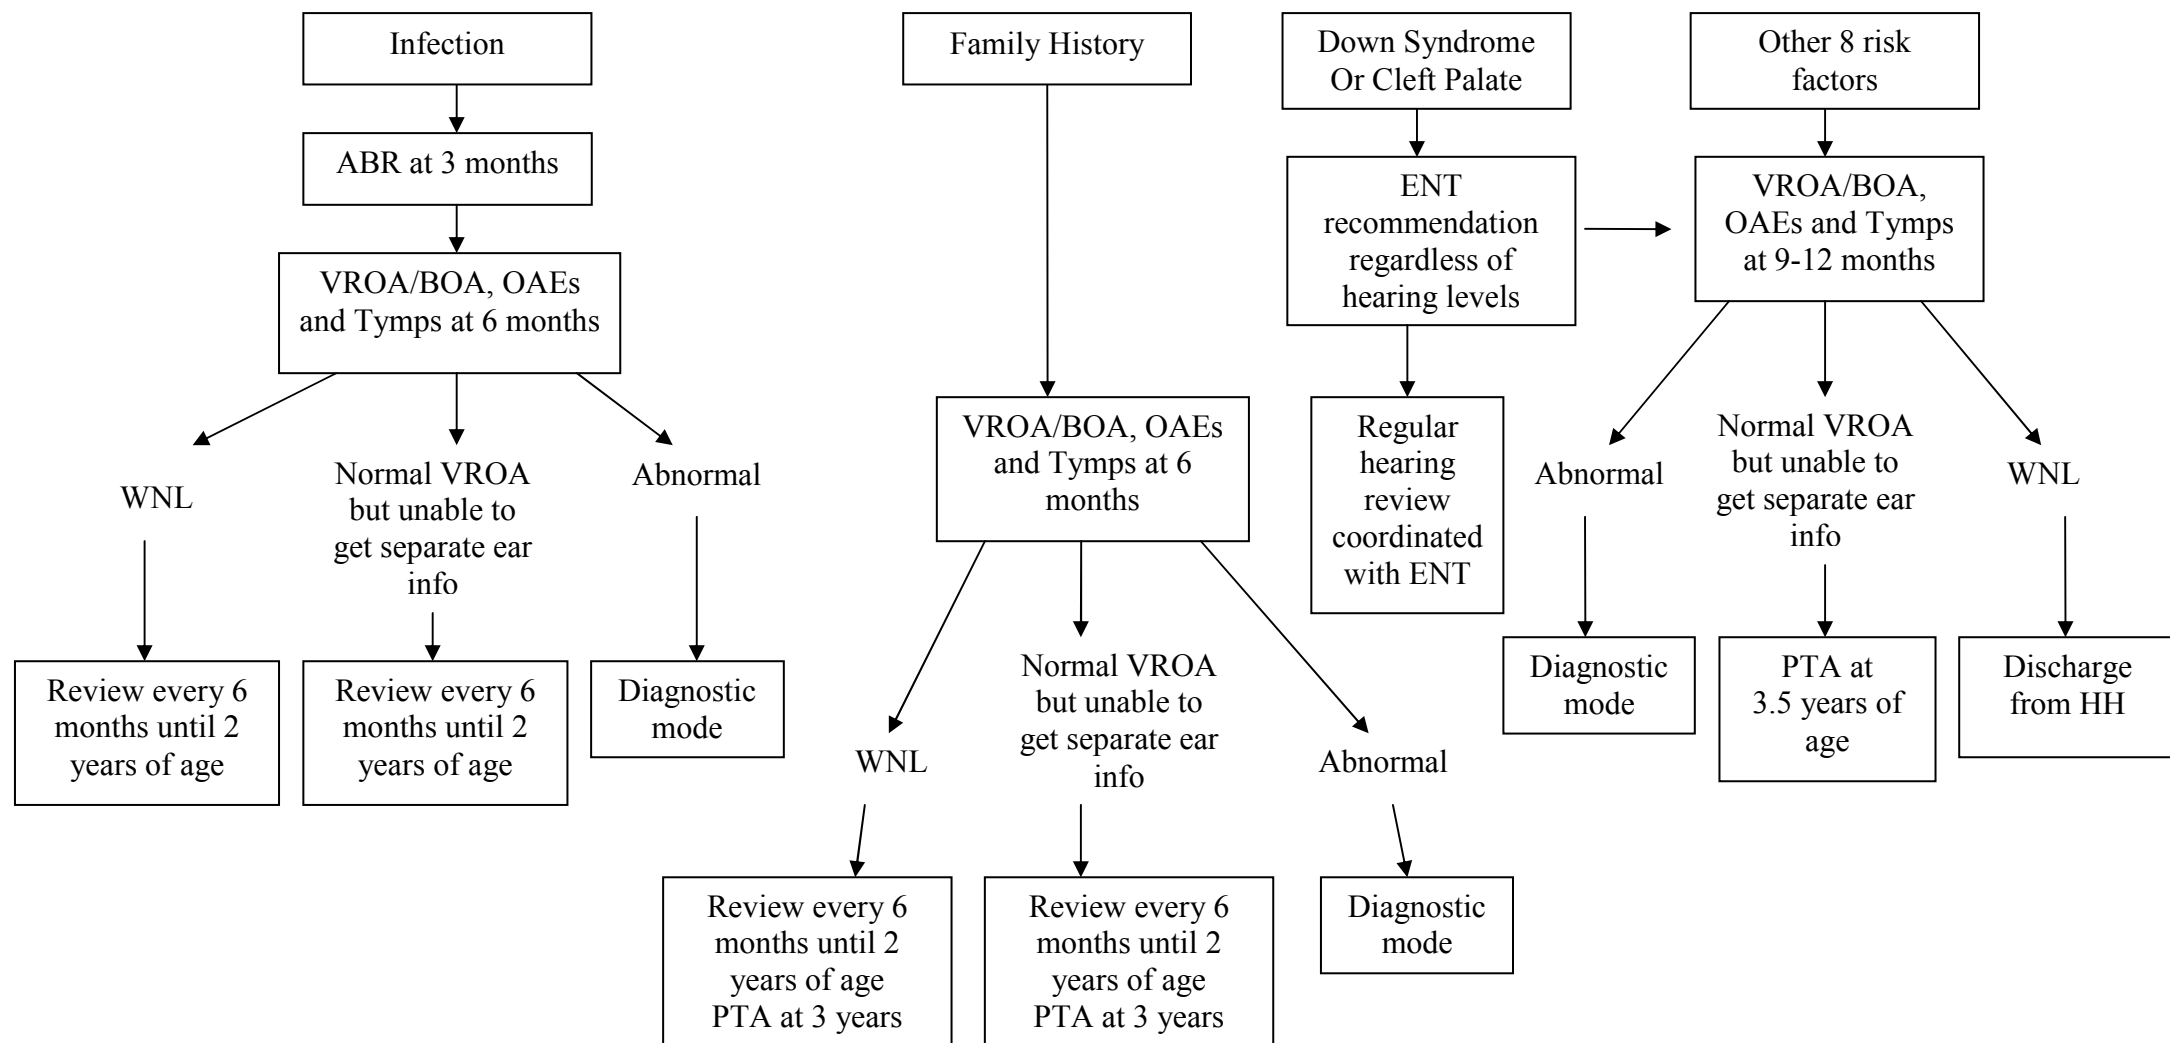 Infection
ABR at 3 months
VROA/BOA, OAEs
and Tymps at 6 months
WNL
Normal VROA
but unable to
get separate ear
info
Abnormal
Review every 6
months until 2
years of age
Review every 6
months until 2
years of age
Diagnostic
mode
Family History
VROA/BOA, OAEs
and Tymps at 6
months
WNL
Normal VROA
but unable to
get separate ear
info
Abnormal
Review every 6
months until 2
years of age
PTA at 3 years
Review every 6
months until 2
years of age
PTA at 3 years
Diagnostic
mode
Down Syndrome
Or Cleft Palate
ENT
recommendation
regardless of
hearing levels
Regular
hearing
review
coordinated
with ENT
Other 8 risk
factors
VROA/BOA,
OAEs and Tymps
at 9-12 months
Abnormal
Normal VROA
but unable to
get separate ear
info
WNL
Diagnostic
mode
PTA at
3.5 years of
age
Discharge
from HH